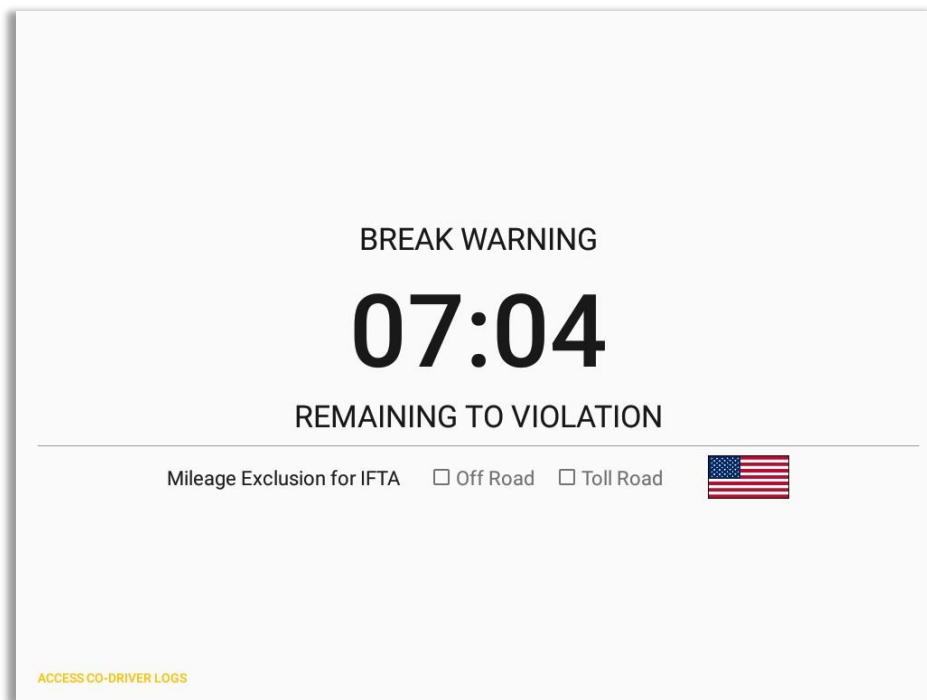 BREAK WARNING
07:04
REMAINING TO VIOLATION
Mileage Exclusion for IFTA Off Road Toll Road
ACCESS CO-DRIVER LOGS